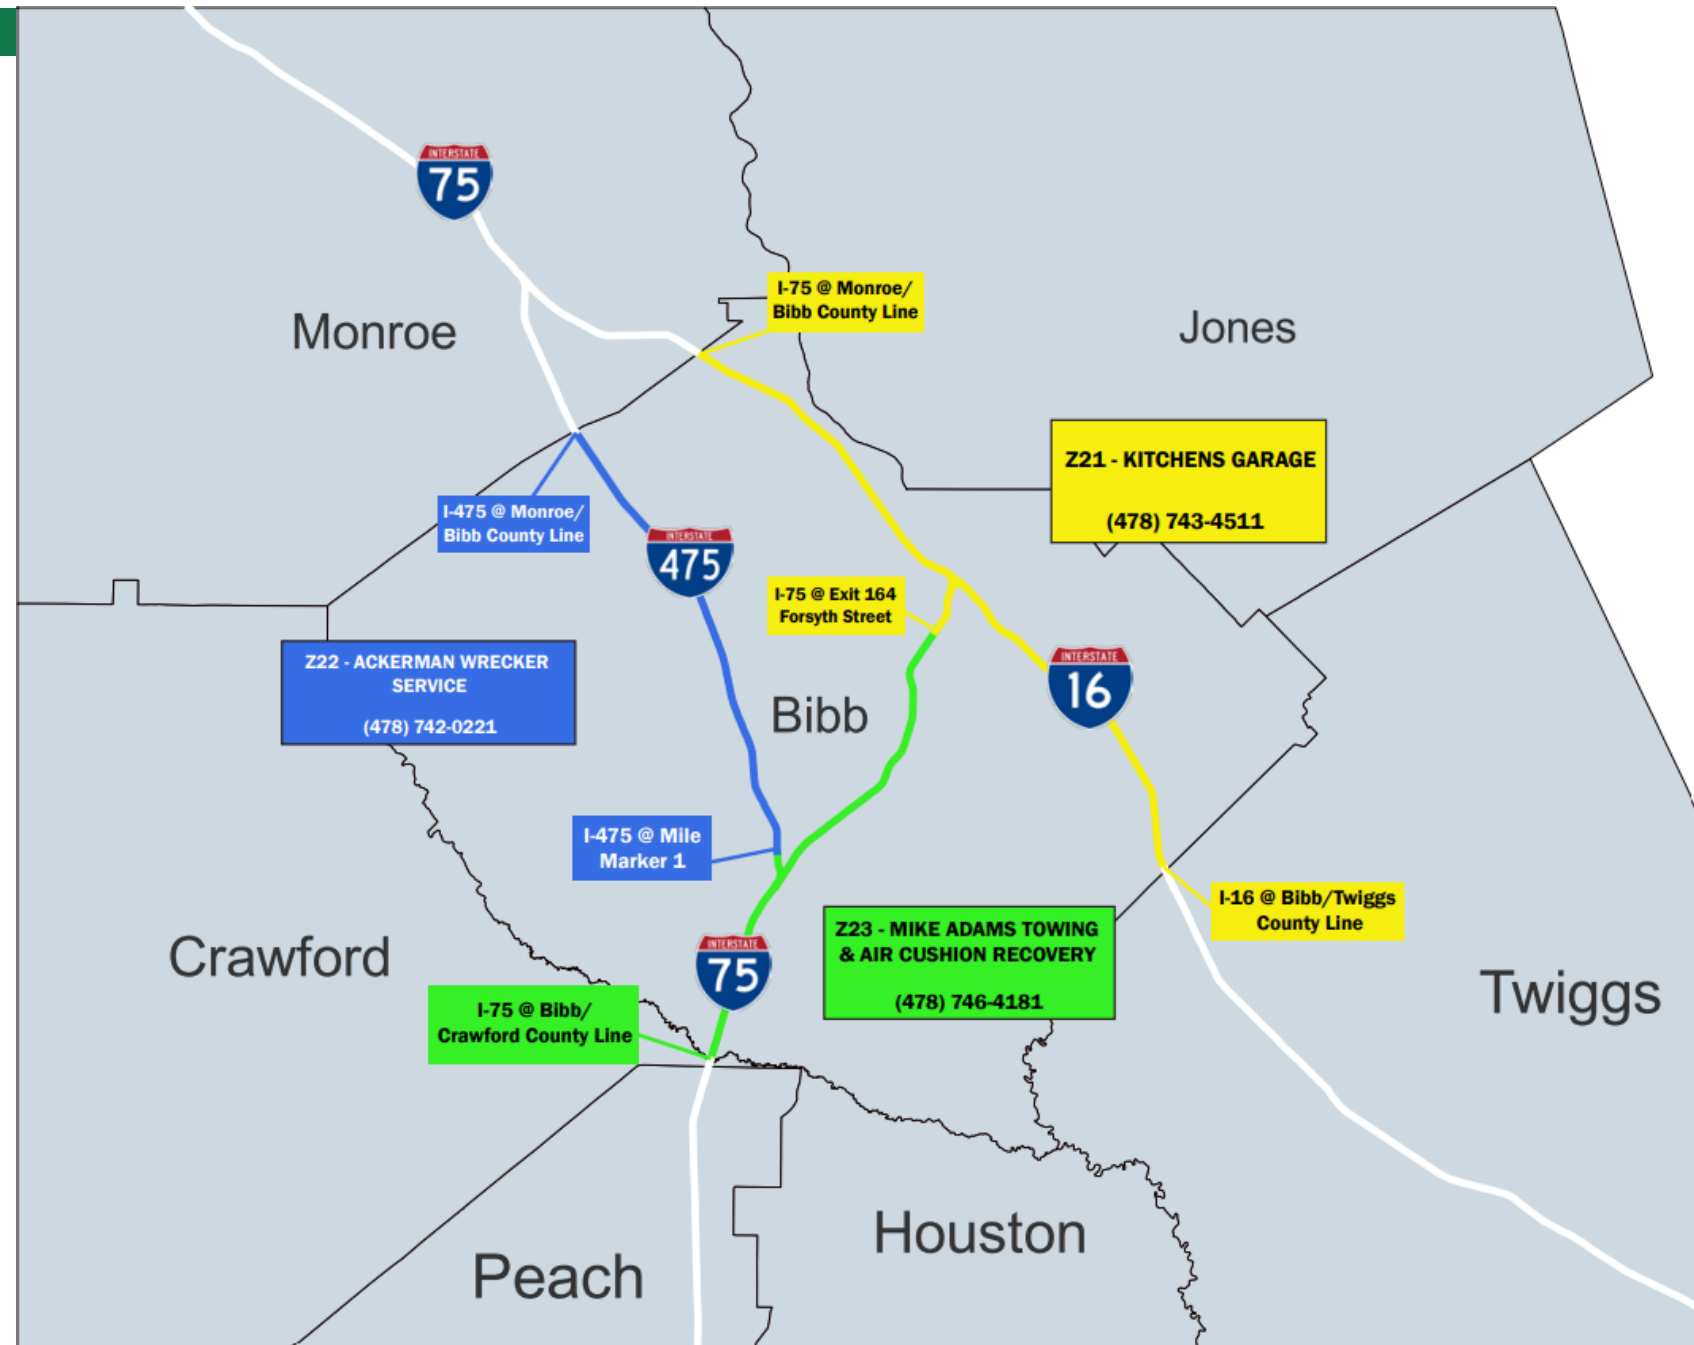 INTERSTATE
75
I-75 @ Monroe/
Bibb County Line
Monroe
Jones
Z21 - KITCHENS GARAGE
(478) 743-4511
I-475 @ Monroe/
Bibb County Line
INTERSTATE
475
I-75 @ Exit 164
Forsyth Street
Z22 - ACKERMAN WRECKER
SERVICE
(478) 742-0221
INTERSTATE
16
Bibb
I-475 @ Mile
Marker 1
I-16 @ Bibb/Twiggs
County Line
Z23 - MIKE ADAMS TOWING
& AIR CUSHION RECOVERY
(478) 746-4181
Crawford
INTERSTATE
75
Twiggs
I-75 @ Bibb/
Crawford County Line
Houston
Peach